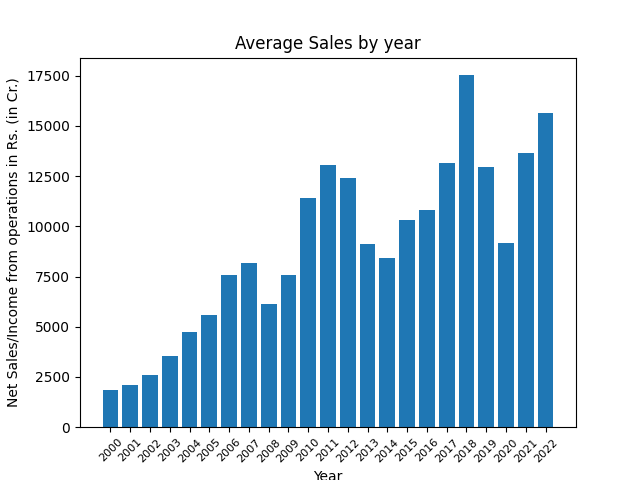 Average Sales by year
Net Sales/Income from operations in Rs. (in Cr.)
17500
15000
12500
10000
7500
5000
2500
0
2000 2001 2002 2003 2004 2005 2006 2007 2008 2009 2010 2011 2012 2013 2014 2015 2016 2017 2018 2019 2020 2021 2022
Year